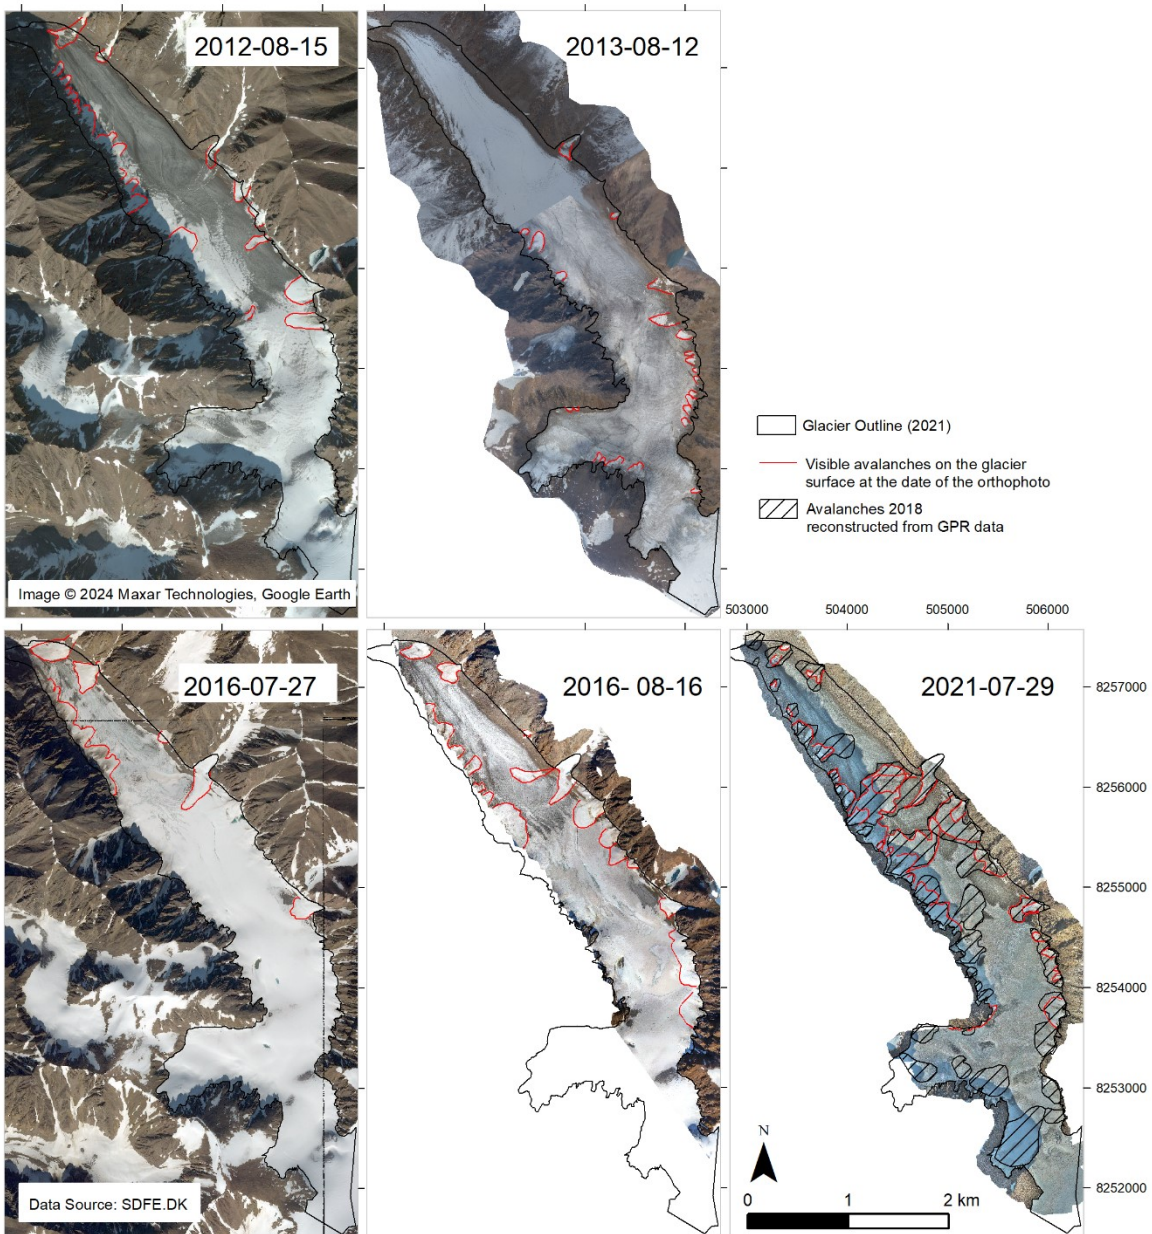 2012-08-15
2013-08-12
Glacier Outline (2021)
Visible avalanches on the glacier
surface at the date of the orthophoto
Avalanches 2018
reconstructed from GPR data
Image © 2024 Maxar Technologies, Google Earth
503000 504000 505000 506000
2016-07-27
2016- 08-16
2021-07-29
8257000
8256000
8255000
8254000
8253000
8252000
N
0 1 2 km
Data Source: SDFE.DK